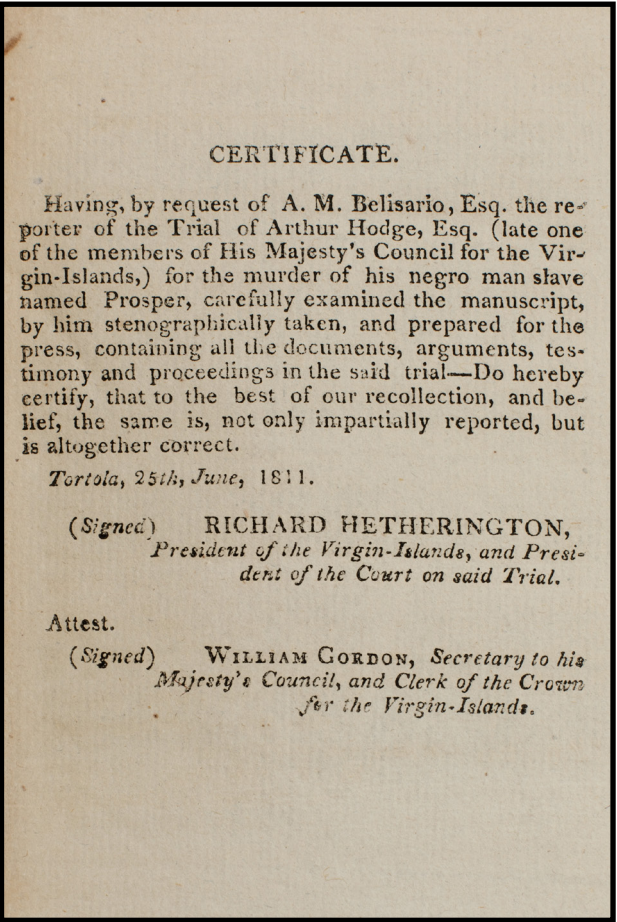 CERTIFICATE.
Having, by request of A. M. Belisario, Esq. the re-
porter of the Trial of Arthur Hodge, Esq. (late one
of the members of His Majesty's Council for the Vir-
gin-Islands,) for the murder of his negro man slave
named Prosper, carefully examined the manuscript,
by him stenographically taken, and prepared for the
press, containing all the documents, arguments, tes-
timony and proceedings in the said trial—Do hereby
certify, that to the best of our recollection, and be-
lief, the same is, not only impartially reported, but
is altogether correct.
Tortola, 25th, June, 1811.
(Signed) RICHARD HETHERINGTON,
President of the Virgin-Islands, and Presi-
dent of the Court on said Trial.
Attest.
(Signed) WILLIAM GORDON, Secretary to his
Majesty's Council, and Clerk of the Crown
for the Virgin-Islands.